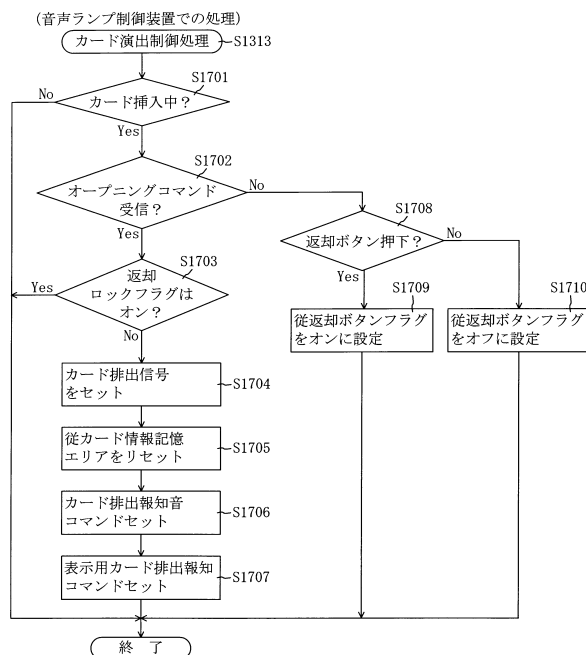 (音声ランプ制御装置での処理)
カード演出制御処理
S1313
S1701
カード挿入中？
No
Yes
S1702
オープニングコマンド
受信？
No
Yes
S1703
返却
ロックフラグは
オン？
Yes
No
S1704
カード排出信号
をセット
S1705
従カード情報記憶
エリアをリセット
S1706
カード排出報知音
コマンドセット
S1707
表示用カード排出報知
コマンドセット
S1708
返却ボタン押下？
No
Yes
S1709
従返却ボタンフラグ
をオンに設定
S1710
従返却ボタンフラグ
をオフに設定
終 了